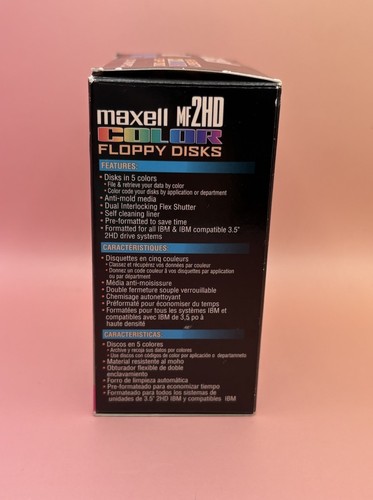 maxell MF2HD
COLOR
FLOPPY DISKS
FEATURES:
• Disks in 5 colors
• File & retrieve your data by color
• Color code your disks by application or department
• Anti-mold media
• Dual Interlocking Flex Shutter
• Self cleaning liner
• Pre-formatted to save time
• Formatted for all IBM & IBM compatible 3.5"
2HD drive systems
CARACTÉRISTIQUES:
• Disquettes en cinq couleurs
• Classez et récupérez vos données par couleur
• Donnez un code couleur à vos disquettes par application
ou par département
• Média anti-moisissure
• Double fermeture souple verrouillable
• Chemisage autonettoyant
• Préformaté pour économiser du temps
• Formatées pour tous les systèmes IBM et
compatibles avec IBM de 3,5 po à
haute densité
CARACTERISTICAS:
• Discos en 5 colores
• Archive y recoja sus datos por colores
• Use discos con códigos de color por aplicación o departamento
• Material resistente al moho
• Obturador flexible de doble
enclavamiento
• Forro de limpieza automática
• Pre-formateado para economizar tiempo
• Formateado para todos los sistemas de
unidades de 3.5" 2HD IBM y compatibles IBM